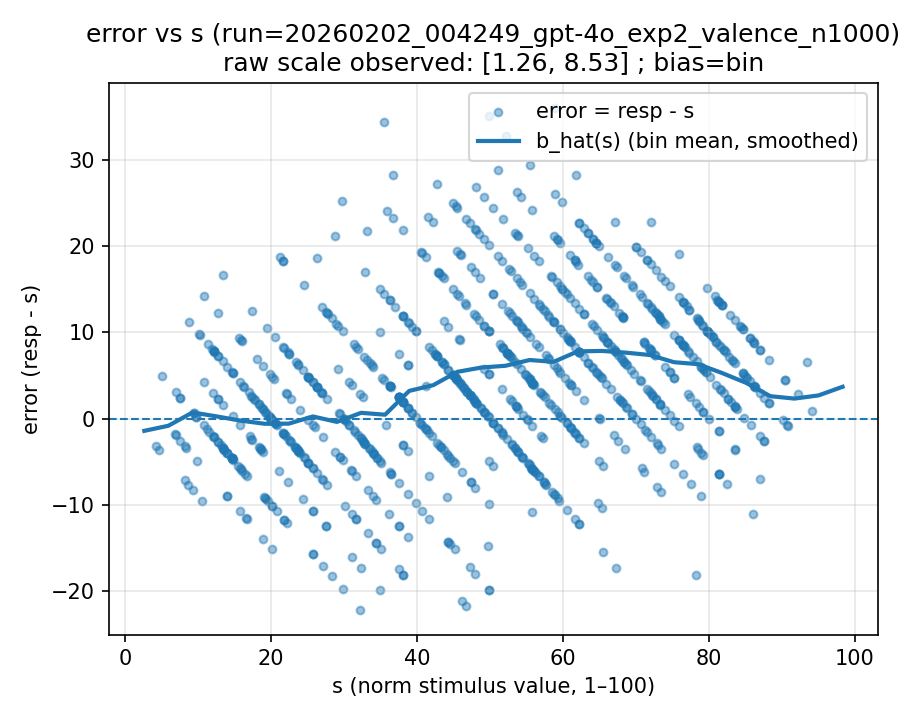 error vs s (run=20260202_004249_gpt-4o_exp2_valence_n1000)
raw scale observed: [1.26, 8.53] ; bias=bin
error = resp - s
b_hat(s) (bin mean, smoothed)
30
20
10
0
−10
−20
error (resp - s)
0 20 40 60 80 100
s (norm stimulus value, 1–100)